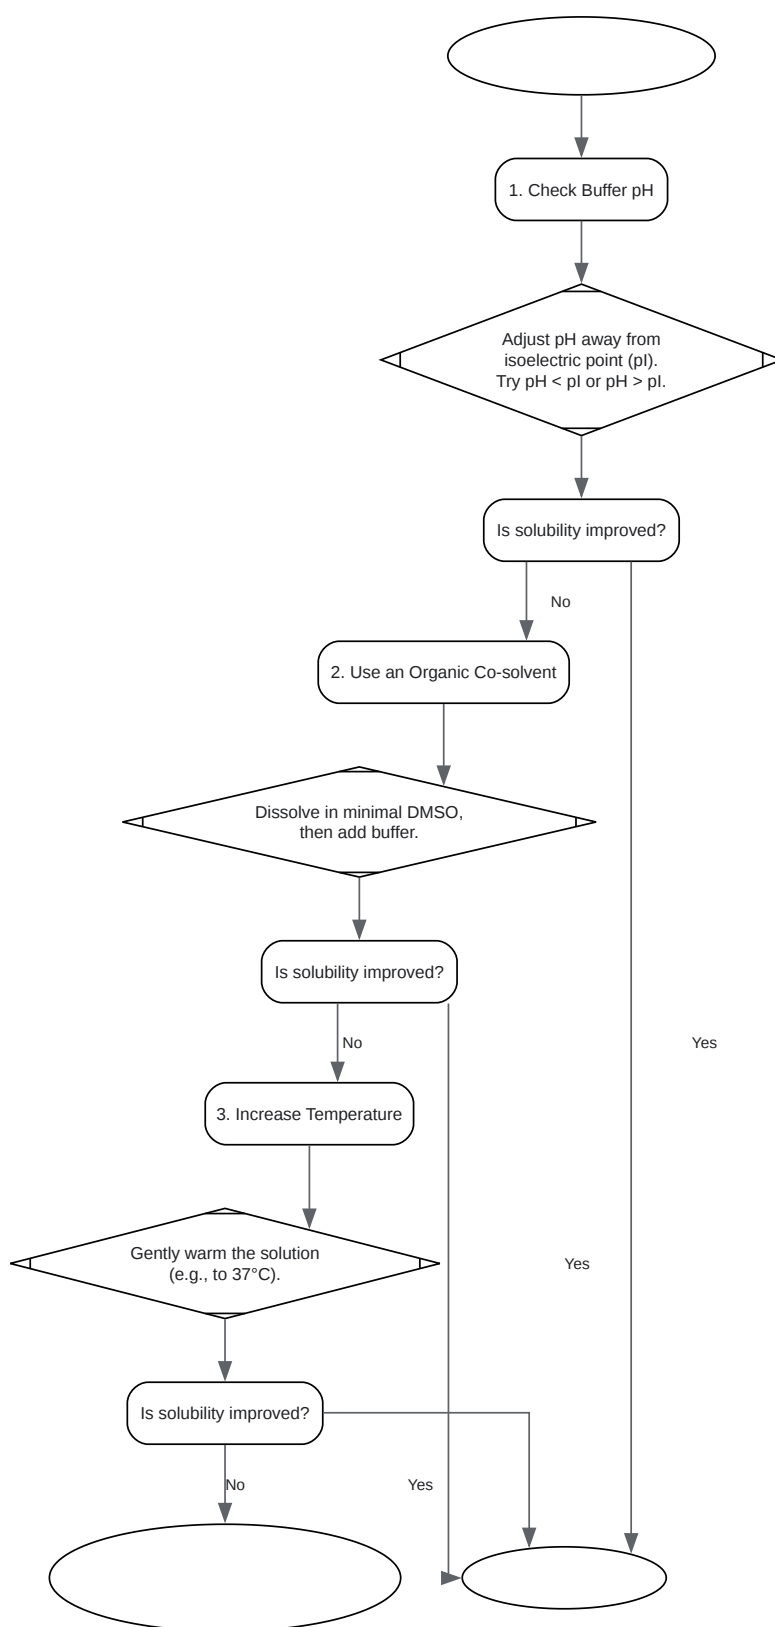 1. Check Buffer pH
Adjust pH away from
isoelectric point (pI).
Try pH < pI or pH > pI.
Is solubility improved?
No
2. Use an Organic Co-solvent
Dissolve in minimal DMSO,
then add buffer.
Is solubility improved?
No
Yes
3. Increase Temperature
Gently warm the solution
(e.g., to 37°C).
Yes
Is solubility improved?
No
Yes